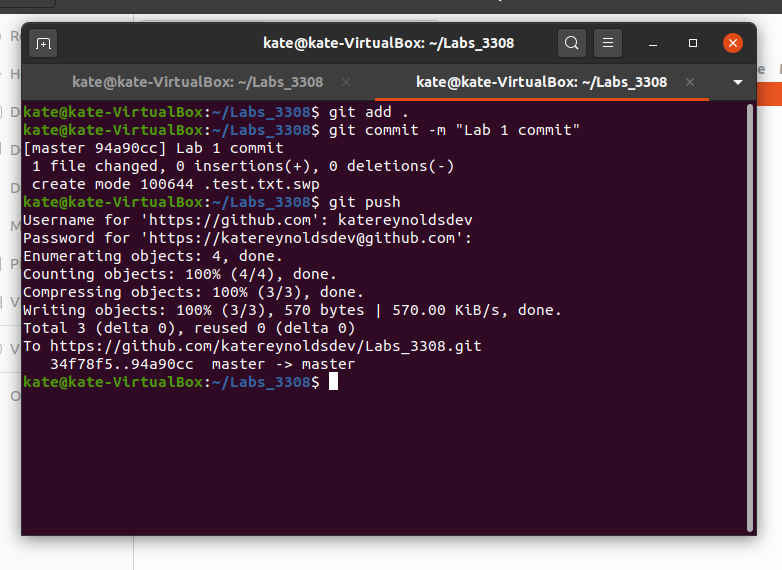 kate@kate-VirtualBox: ~/Labs_3308
kate@kate-VirtualBox: ~/Labs_3308
kate@kate-VirtualBox: ~/Labs_3308
kate@kate-VirtualBox:~/Labs_3308$ git add .
kate@kate-VirtualBox:~/Labs_3308$ git commit -m "Lab 1 commit"
[master 94a90cc] Lab 1 commit
 1 file changed, 0 insertions(+), 0 deletions(-)
 create mode 100644 .test.txt.swp
kate@kate-VirtualBox:~/Labs_3308$ git push
Username for 'https://github.com': katereynoldsdev
Password for 'https://katereynoldsdev@github.com':
Enumerating objects: 4, done.
Counting objects: 100% (4/4), done.
Compressing objects: 100% (3/3), done.
Writing objects: 100% (3/3), 570 bytes | 570.00 KiB/s, done.
Total 3 (delta 0), reused 0 (delta 0)
To https://github.com/katereynoldsdev/Labs_3308.git
   34f78f5..94a90cc  master -> master
kate@kate-VirtualBox:~/Labs_3308$